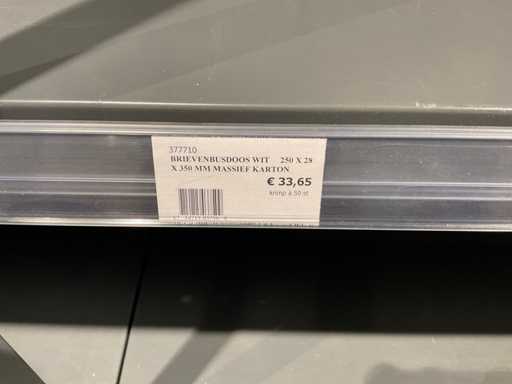 377710
BRIEVENBUSDOOS WIT 250 X 28
X 350 MM MASSIEF KARTON
€ 33,65
krimp à 50 st